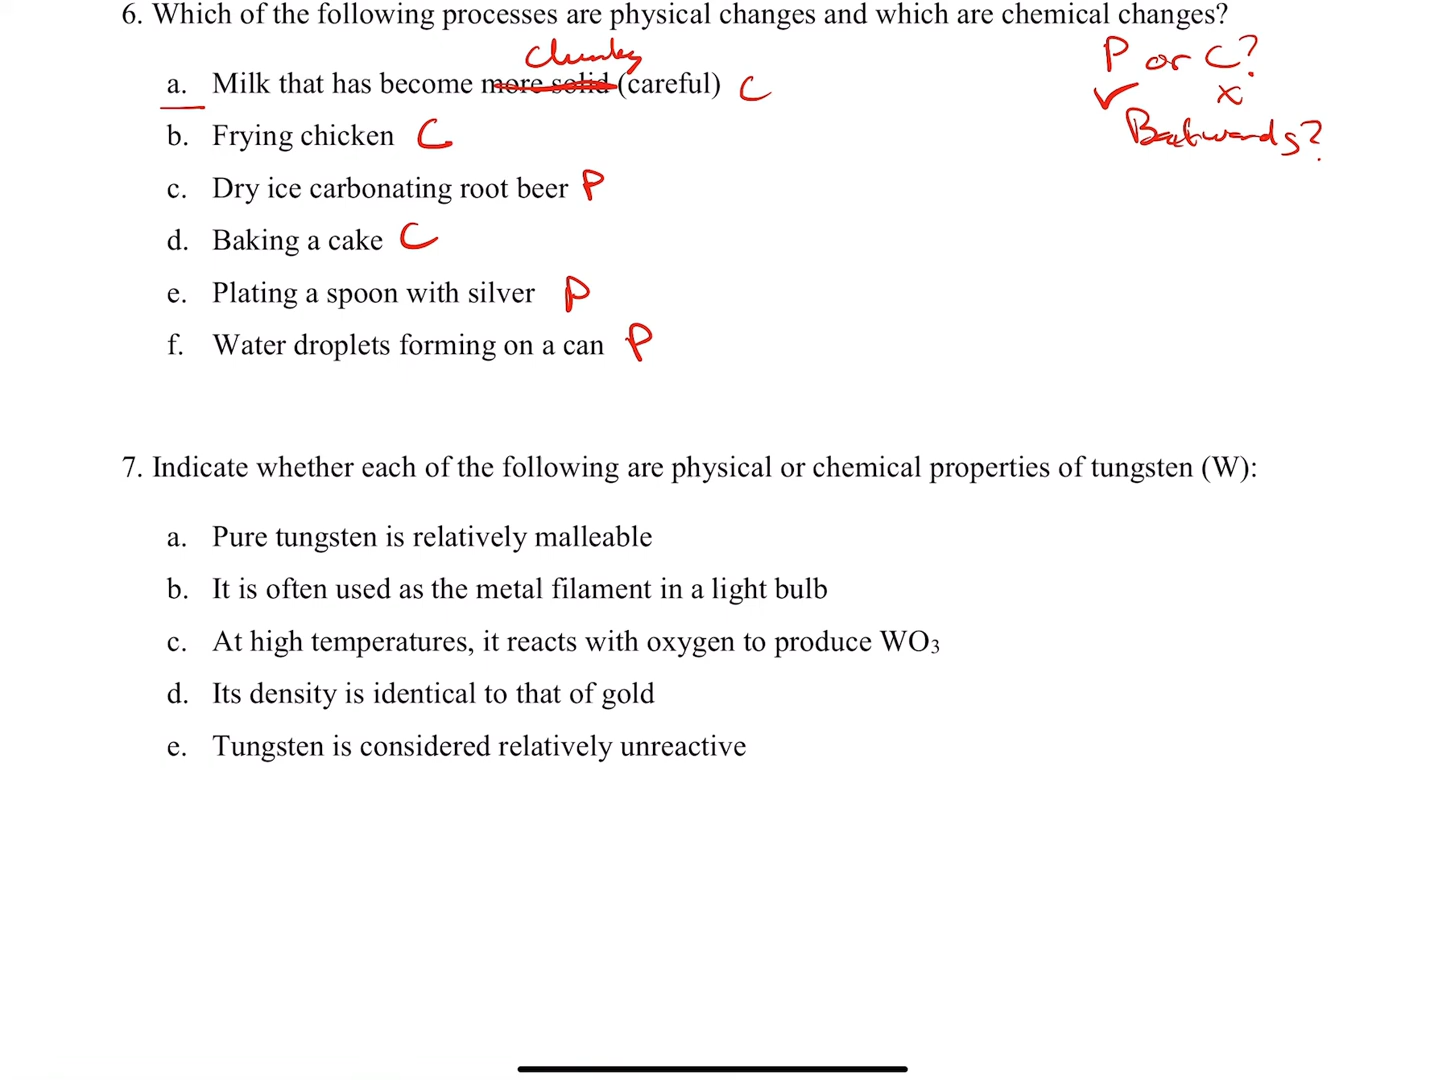 6. Which of the following processes are physical changes and which are chemical changes?
P or C?
✓ x
Backwards?
chunky
a. Milk that has become more solid (careful) C
b. Frying chicken C
c. Dry ice carbonating root beer P
d. Baking a cake C
e. Plating a spoon with silver P
f. Water droplets forming on a can P
7. Indicate whether each of the following are physical or chemical properties of tungsten (W):
a. Pure tungsten is relatively malleable
b. It is often used as the metal filament in a light bulb
c. At high temperatures, it reacts with oxygen to produce WO₃
d. Its density is identical to that of gold
e. Tungsten is considered relatively unreactive